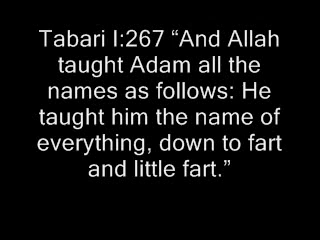 Tabari I:267 “And Allah
taught Adam all the
names as follows: He
taught him the name of
everything, down to fart
and little fart.”